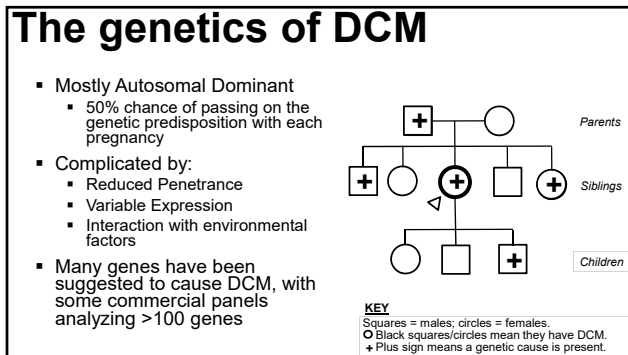 The genetics of DCM
▪ Mostly Autosomal Dominant
▪ 50% chance of passing on the
genetic predisposition with each
pregnancy
▪ Complicated by:
▪ Reduced Penetrance
▪ Variable Expression
▪ Interaction with environmental
factors
▪ Many genes have been
suggested to cause DCM, with
some commercial panels
analyzing >100 genes
Parents
Siblings
Children
KEY
Squares = males; circles = females.
Black squares/circles mean they have DCM.
+ Plus sign means a genetic cause is present.